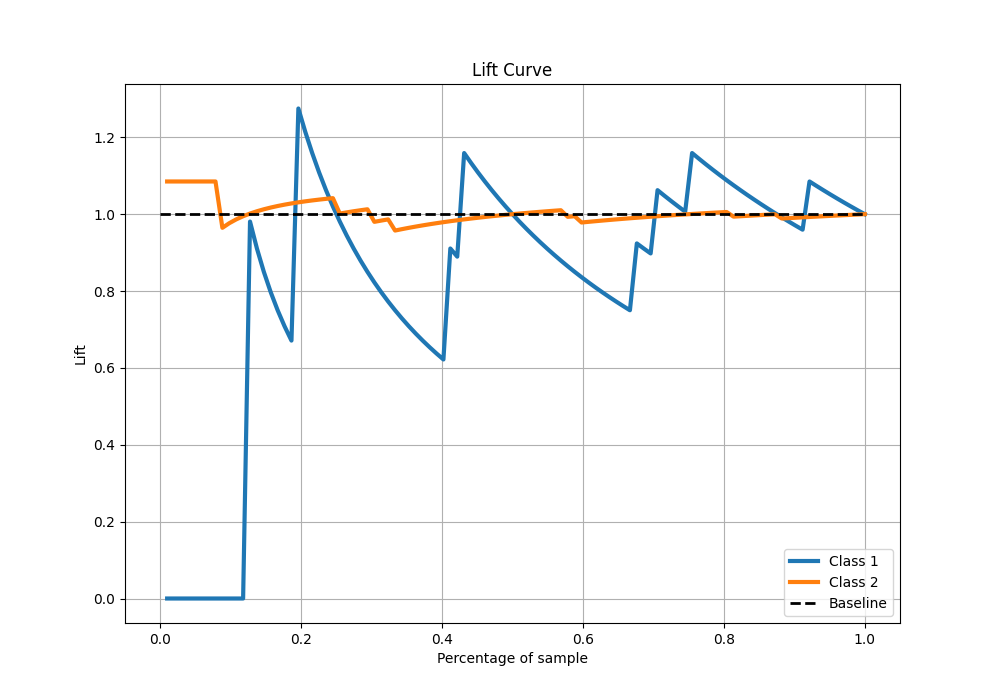 Lift Curve
1.2
1.0
0.8
0.6
0.4
0.2
0.0
Lift
0.0 0.2 0.4 0.6 0.8 1.0
Percentage of sample
Class 1
Class 2
Baseline